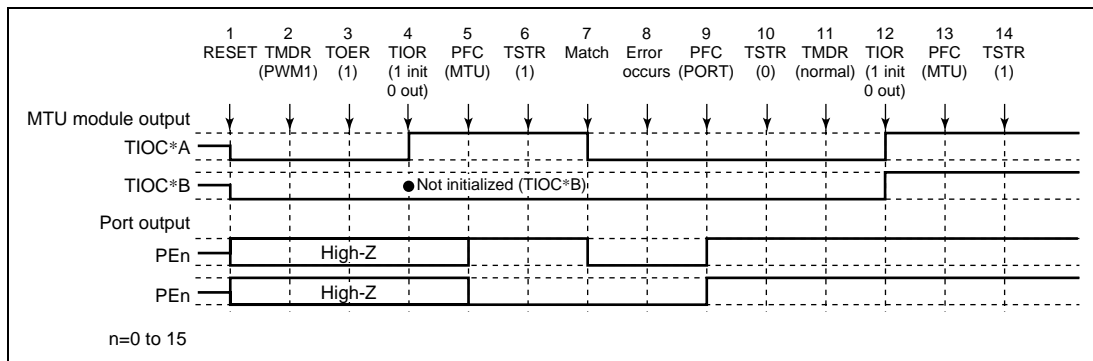 1 2 3 4 5 6 7 8 9 10 11 12 13 14
RESET TMDR TOER TIOR PFC TSTR Match Error PFC TSTR TMDR TIOR PFC TSTR
(PWM1) (1) (1 init (MTU) (1) occurs (PORT) (0) (normal) (1 init (MTU) (1)
0 out) 0 out)
MTU module output
TIOC*A
TIOC*B ●Not initialized (TIOC*B)
Port output
PEn High-Z
PEn High-Z
n=0 to 15